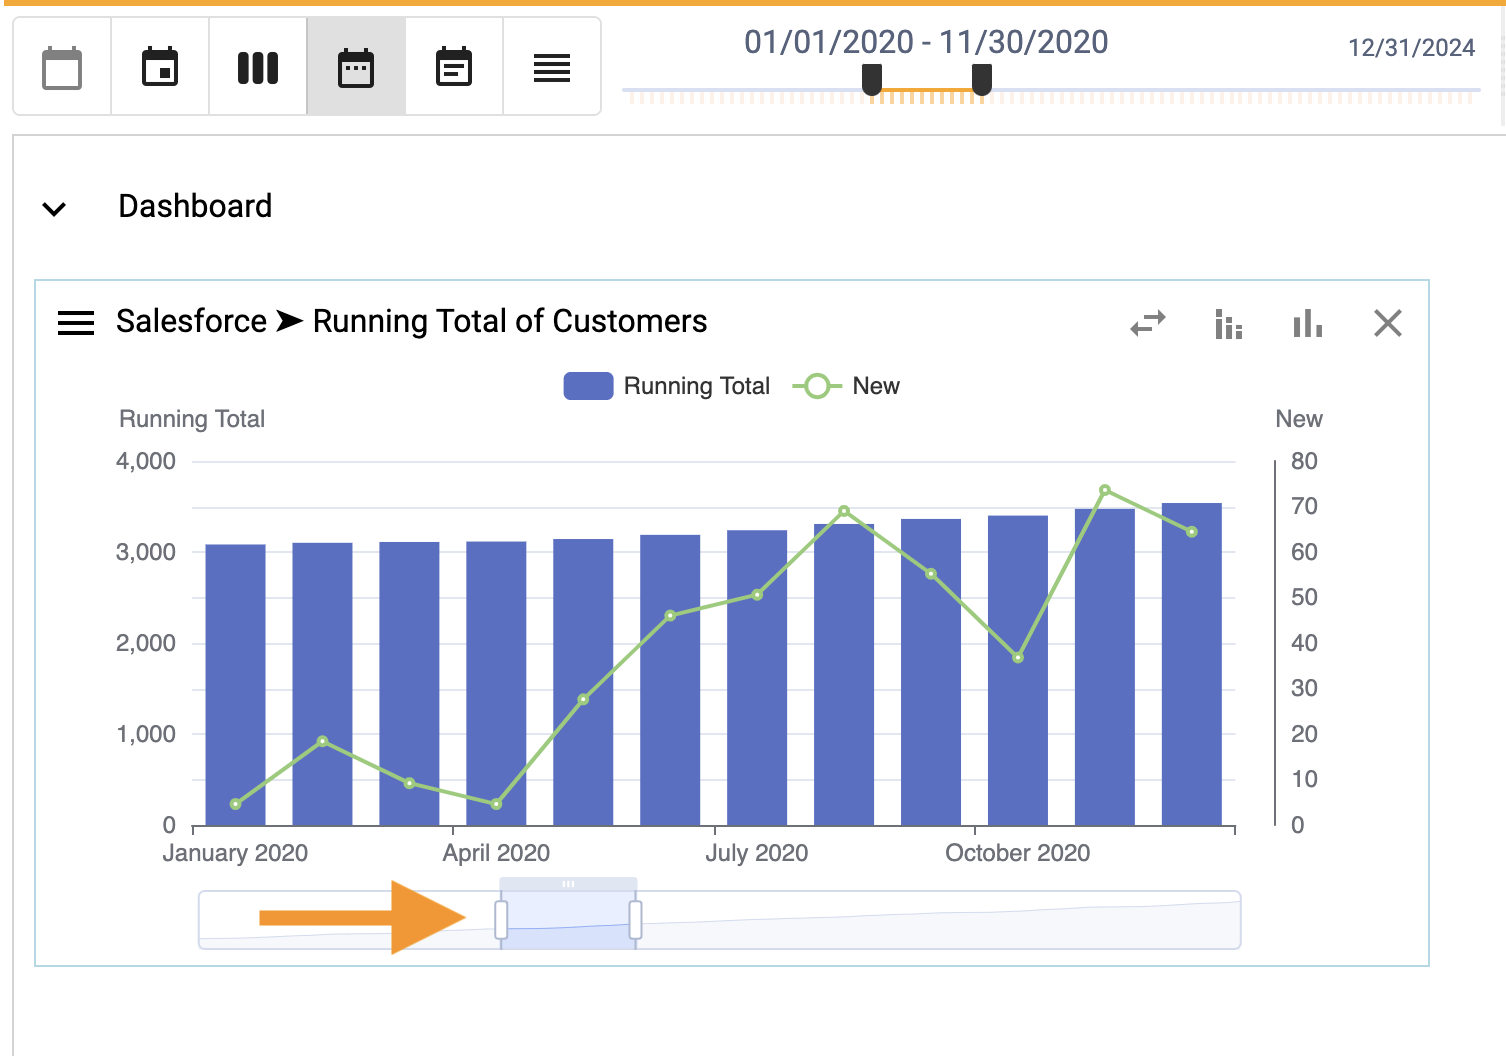 01/01/2020 - 11/30/2020
12/31/2024
Dashboard
Salesforce ➤ Running Total of Customers
Running Total
New
Running Total
New
4,000
3,000
2,000
1,000
0
80
70
60
50
40
30
20
10
0
January 2020
April 2020
July 2020
October 2020